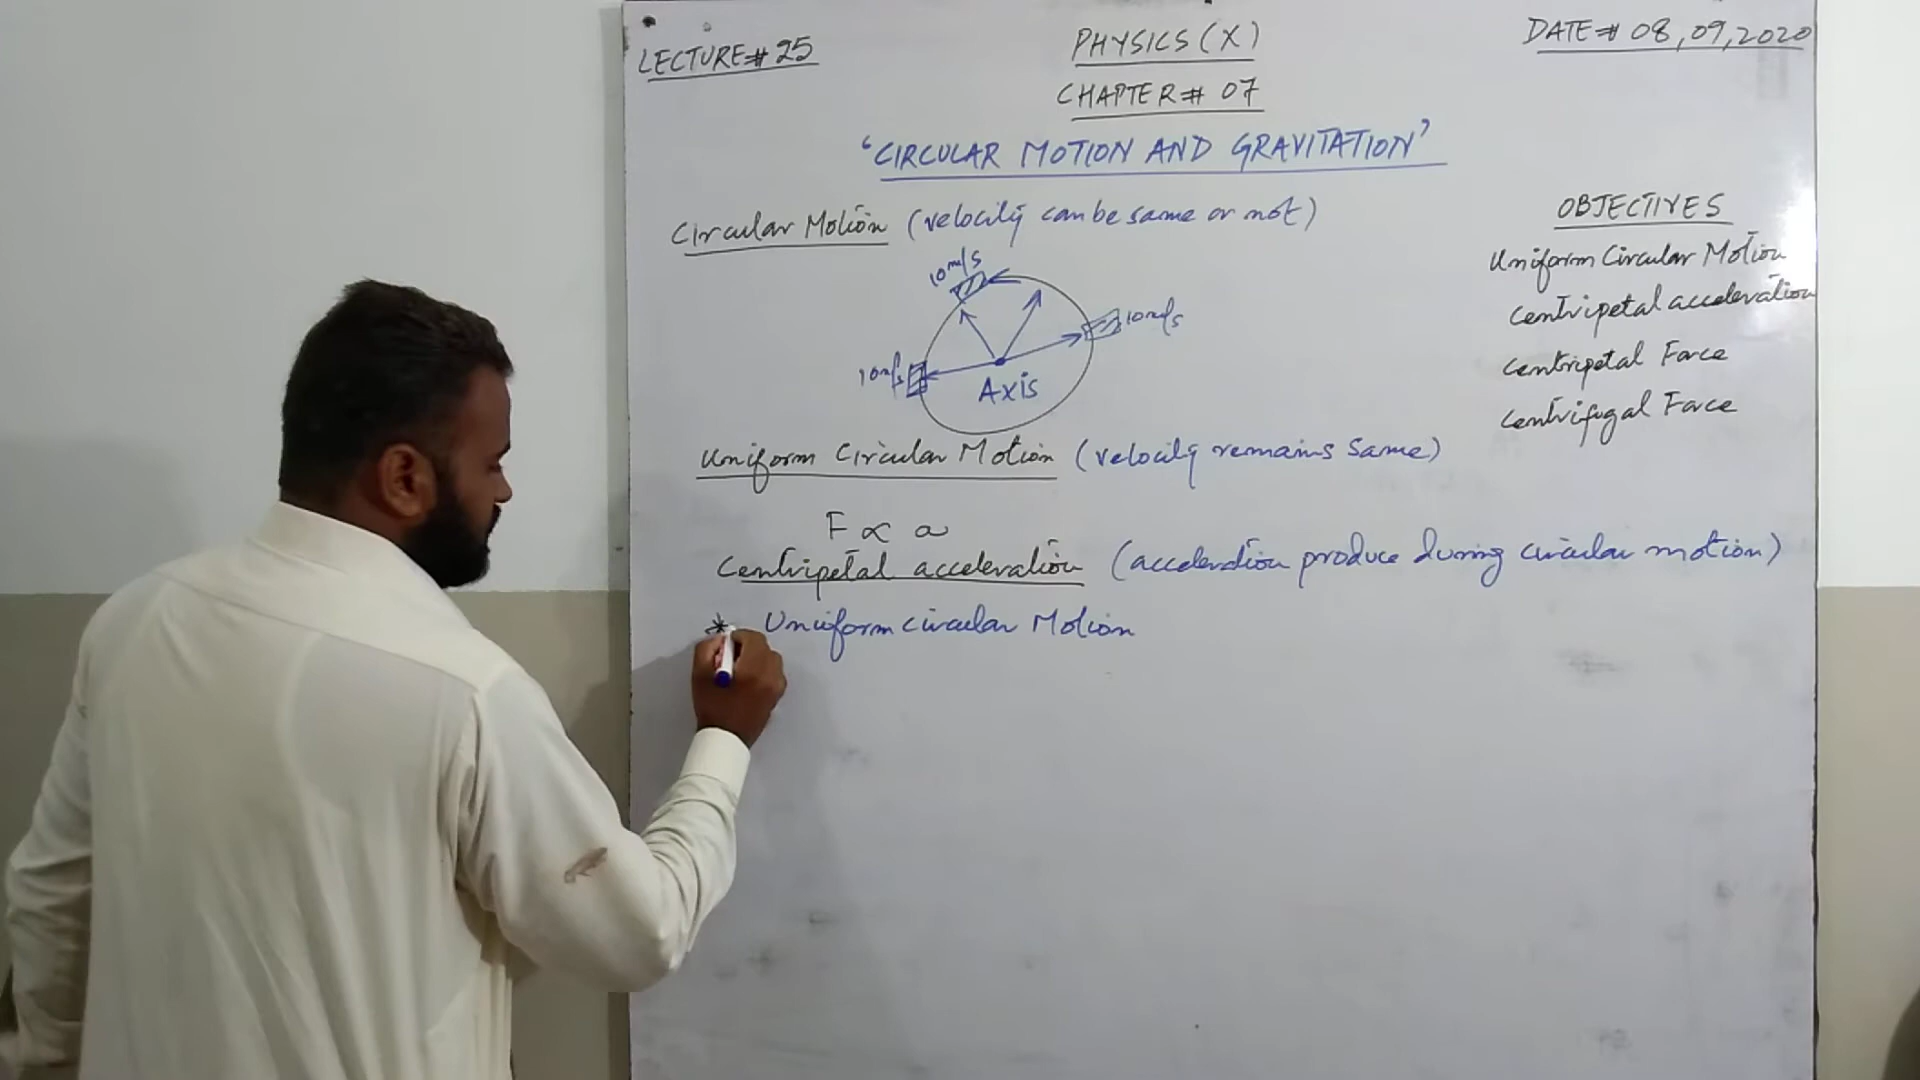 LECTURE# 25
PHYSICS (X)
DATE# 08,09,2020
CHAPTER# 07
‘CIRCULAR MOTION AND GRAVITATION’
Circular Motion (velocity can be same or not)
10m/s
10m/s
10m/s
Axis
OBJECTIVES
Uniform Circular Motion
Centripetal acceleration
Centripetal Force
Centrifugal Force
Uniform Circular Motion (velocity remains same)
F ∝ a
Centripetal acceleration (acceleration produce during circular motion)
* Uniform circular Motion